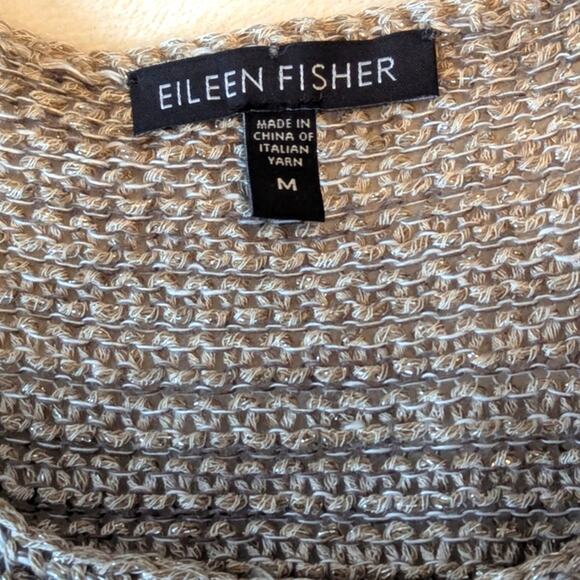 EILEEN FISHER
MADE IN
CHINA OF
ITALIAN
YARN
M